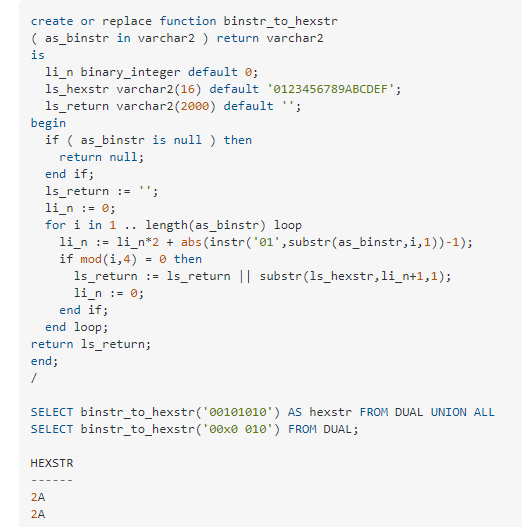 create or replace function binstr_to_hexstr
( as_binstr in varchar2 ) return varchar2
is
  li_n binary_integer default 0;
  ls_hexstr varchar2(16) default '0123456789ABCDEF';
  ls_return varchar2(2000) default '';
begin
  if ( as_binstr is null ) then
    return null;
  end if;
  ls_return := '';
  li_n := 0;
  for i in 1 .. length(as_binstr) loop
    li_n := li_n*2 + abs(instr('01',substr(as_binstr,i,1))-1);
    if mod(i,4) = 0 then
      ls_return := ls_return || substr(ls_hexstr,li_n+1,1);
      li_n := 0;
    end if;
  end loop;
return ls_return;
end;
/
SELECT binstr_to_hexstr('00101010') AS hexstr FROM DUAL UNION ALL
SELECT binstr_to_hexstr('00x0 010') FROM DUAL;
HEXSTR
------
2A
2A